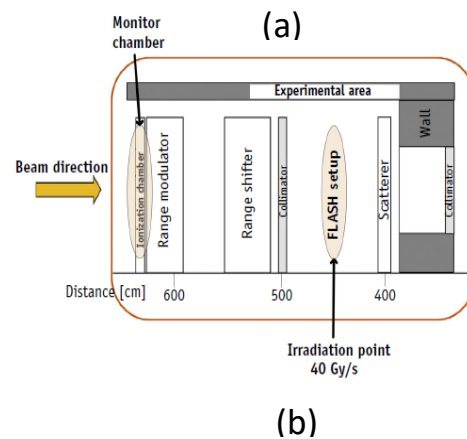 (a)
Monitor
chamber
Experimental area
Wall
Beam direction
Ionization chamber
Range modulator
Range shifter
Collimator
FLASH setup
Scatterer
Collimator
Distance [cm] 600 500 400
Irradiation point
40 Gy/s
(b)